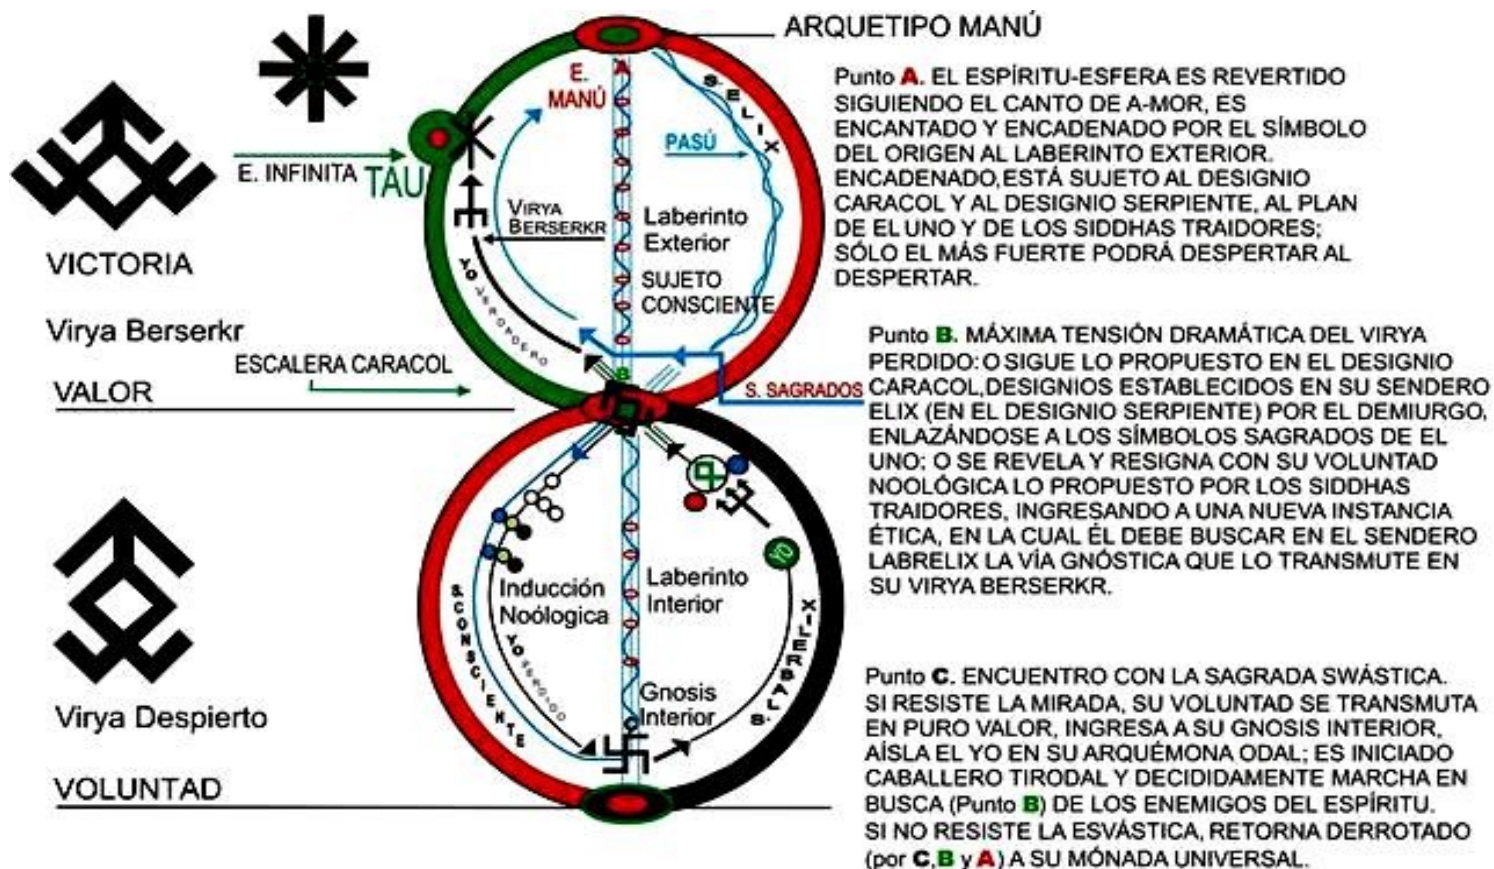 ARQUETIPO MANÚ
Punto A. EL ESPÍRITU-ESFERA ES REVERTIDO
SIGUIENDO EL CANTO DE A-MOR, ES
ENCANTADO Y ENCADENADO POR EL SÍMBOLO
DEL ORIGEN AL LABERINTO EXTERIOR.
ENCADENADO,ESTÁ SUJETO AL DESIGNIO
CARACOL Y AL DESIGNIO SERPIENTE, AL PLAN
DE EL UNO Y DE LOS SIDDHAS TRAIDORES;
SÓLO EL MÁS FUERTE PODRÁ DESPERTAR AL
DESPERTAR.
E. MANÚ
A
S. ELIX
PASÚ
E. INFINITA
TAU
VIRYA
BERSERKR
Laberinto
Exterior
SUJETO
CONSCIENTE
YO VERDADERO
VICTORIA
Virya Berserkr
ESCALERA CARACOL
VALOR
B
S. SAGRADOS
Punto B. MÁXIMA TENSIÓN DRAMÁTICA DEL VIRYA
PERDIDO: O SIGUE LO PROPUESTO EN EL DESIGNIO
CARACOL,DESIGNIOS ESTABLECIDOS EN SU SENDERO
ELIX (EN EL DESIGNIO SERPIENTE) POR EL DEMIURGO,
ENLAZÁNDOSE A LOS SÍMBOLOS SAGRADOS DE EL
UNO; O SE REVELA Y RESIGNA CON SU VOLUNTAD
NOOLÓGICA LO PROPUESTO POR LOS SIDDHAS
TRAIDORES, INGRESANDO A UNA NUEVA INSTANCIA
ÉTICA, EN LA CUAL ÉL DEBE BUSCAR EN EL SENDERO
LABRELIX LA VÍA GNÓSTICA QUE LO TRANSMUTE EN
SU VIRYA BERSERKR.
YO
Inducción
Noólogica
Laberinto
Interior
S.CONSCIENTE
YO
S.LABRELIX
Gnosis
Interior
C
Virya Despierto
VOLUNTAD
Punto C. ENCUENTRO CON LA SAGRADA SWÁSTICA.
SI RESISTE LA MIRADA, SU VOLUNTAD SE TRANSMUTA
EN PURO VALOR, INGRESA A SU GNOSIS INTERIOR,
AÍSLA EL YO EN SU ARQUÉMONA ODAL; ES INICIADO
CABALLERO TIRODAL Y DECIDIDAMENTE MARCHA EN
BUSCA (Punto B) DE LOS ENEMIGOS DEL ESPÍRITU.
SI NO RESISTE LA ESVÁSTICA, RETORNA DERROTADO
(por C,B y A) A SU MÓNADA UNIVERSAL.